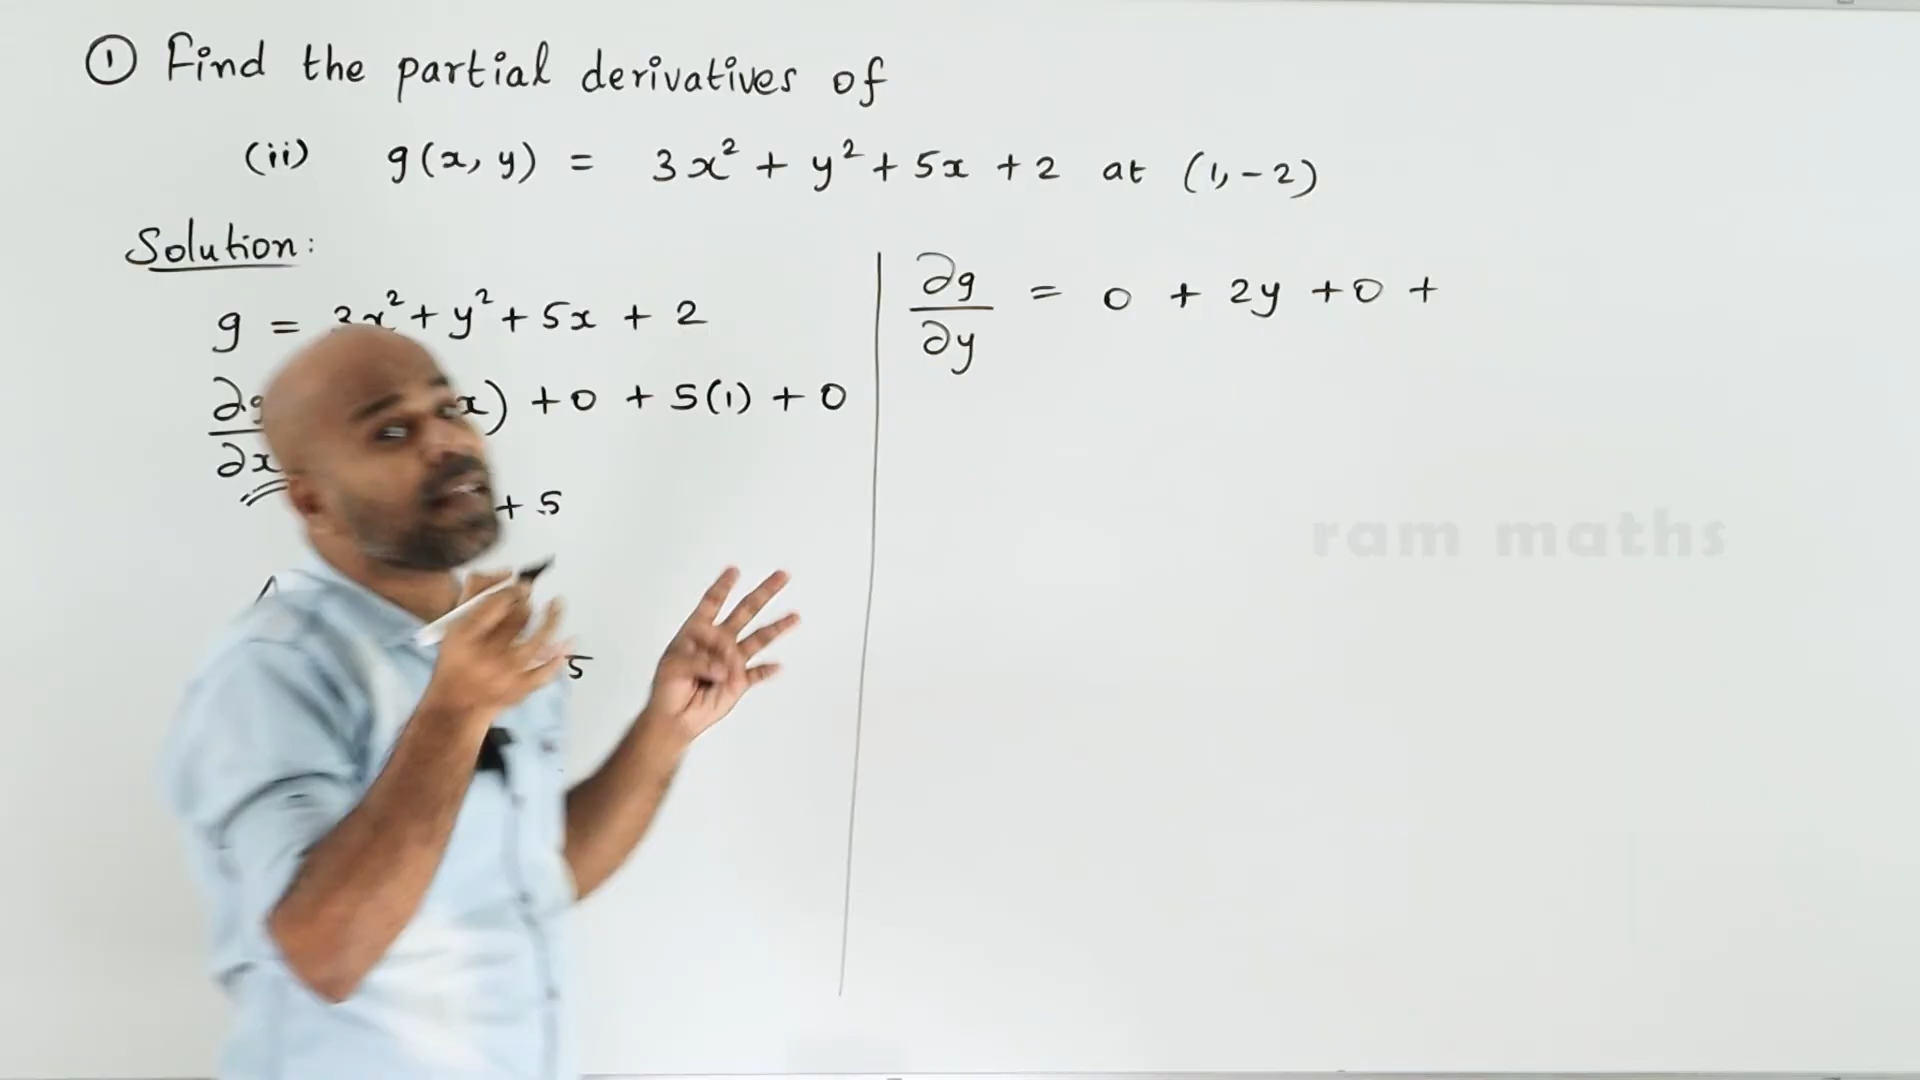 ① Find the partial derivatives of
(ii) g(x, y) = 3x² + y² + 5x + 2 at (1, -2)
Solution:
g = 3x² + y² + 5x + 2
∂g/∂x x) + 0 + 5(1) + 0
+ 5
5
∂g/∂y = 0 + 2y + 0 +
ram maths